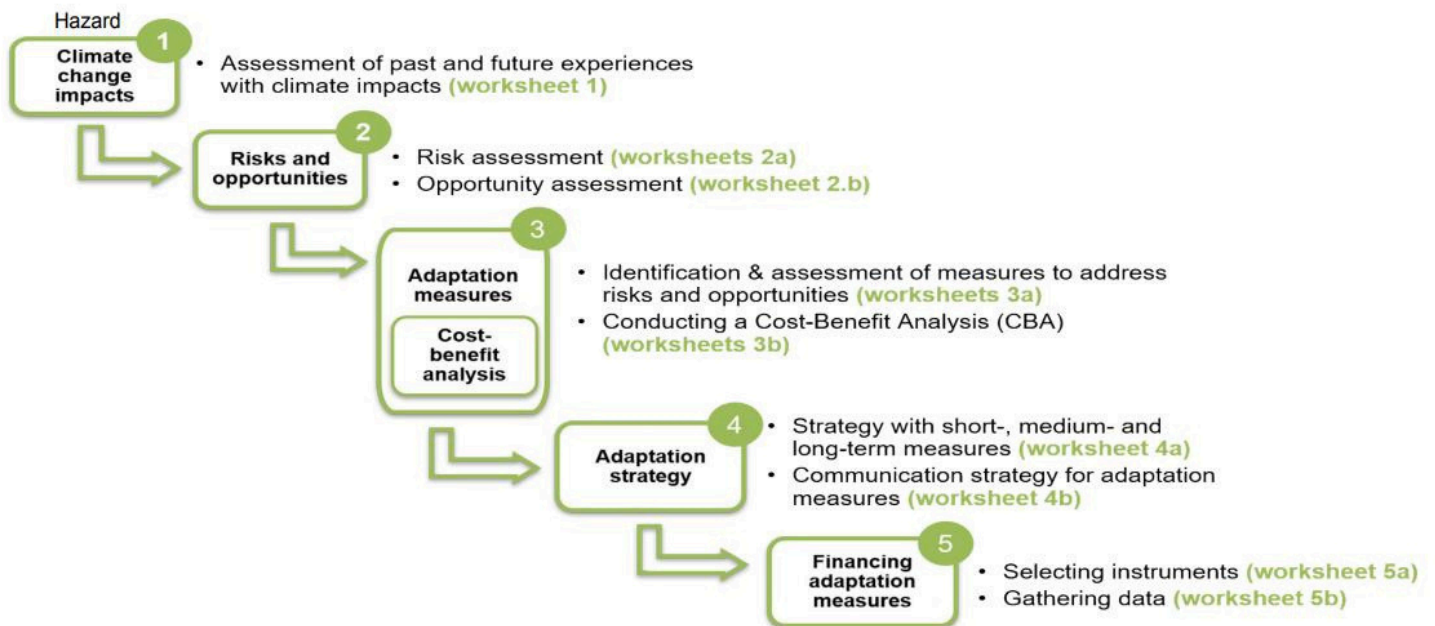 Hazard
1
Climate
change
impacts
• Assessment of past and future experiences
with climate impacts (worksheet 1)
2
Risks and
opportunities
• Risk assessment (worksheets 2a)
• Opportunity assessment (worksheet 2.b)
3
Adaptation
measures
Cost-
benefit
analysis
• Identification & assessment of measures to address
risks and opportunities (worksheets 3a)
• Conducting a Cost-Benefit Analysis (CBA)
(worksheets 3b)
4
Adaptation
strategy
• Strategy with short-, medium- and
long-term measures (worksheet 4a)
• Communication strategy for adaptation
measures (worksheet 4b)
5
Financing
adaptation
measures
• Selecting instruments (worksheet 5a)
• Gathering data (worksheet 5b)